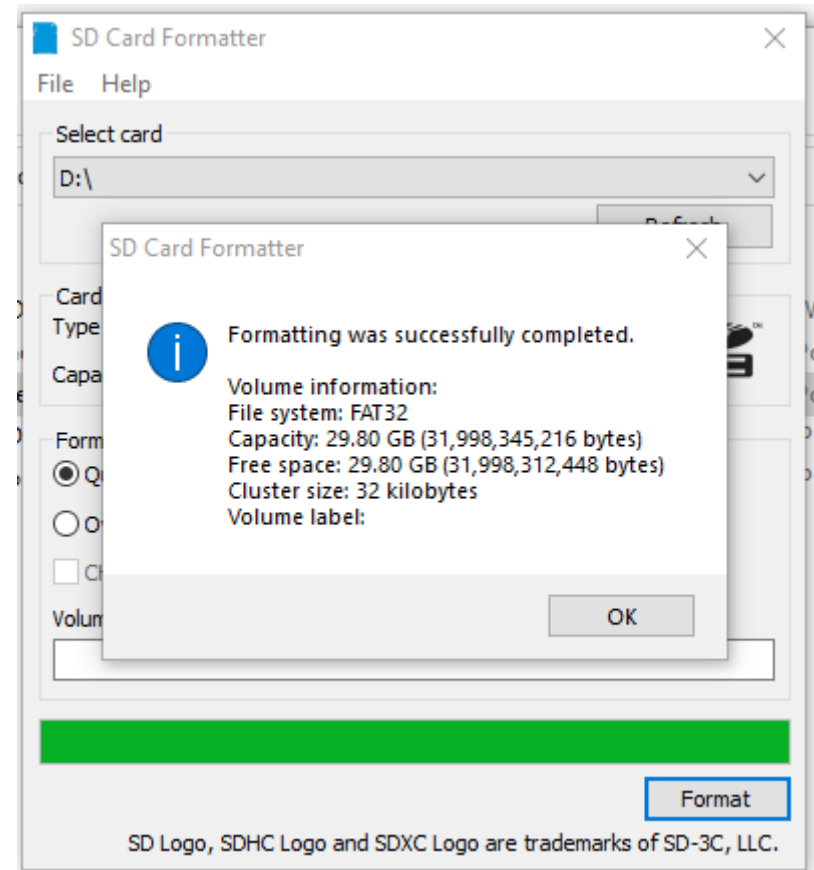 SD Card Formatter
File Help
Select card
D:\
SD Card Formatter
Card
Type
Capa
Formatting was successfully completed.
Volume information:
File system: FAT32
Capacity: 29.80 GB (31,998,345,216 bytes)
Free space: 29.80 GB (31,998,312,448 bytes)
Cluster size: 32 kilobytes
Volume label:
Form
Volum
OK
Format
SD Logo, SDHC Logo and SDXC Logo are trademarks of SD-3C, LLC.